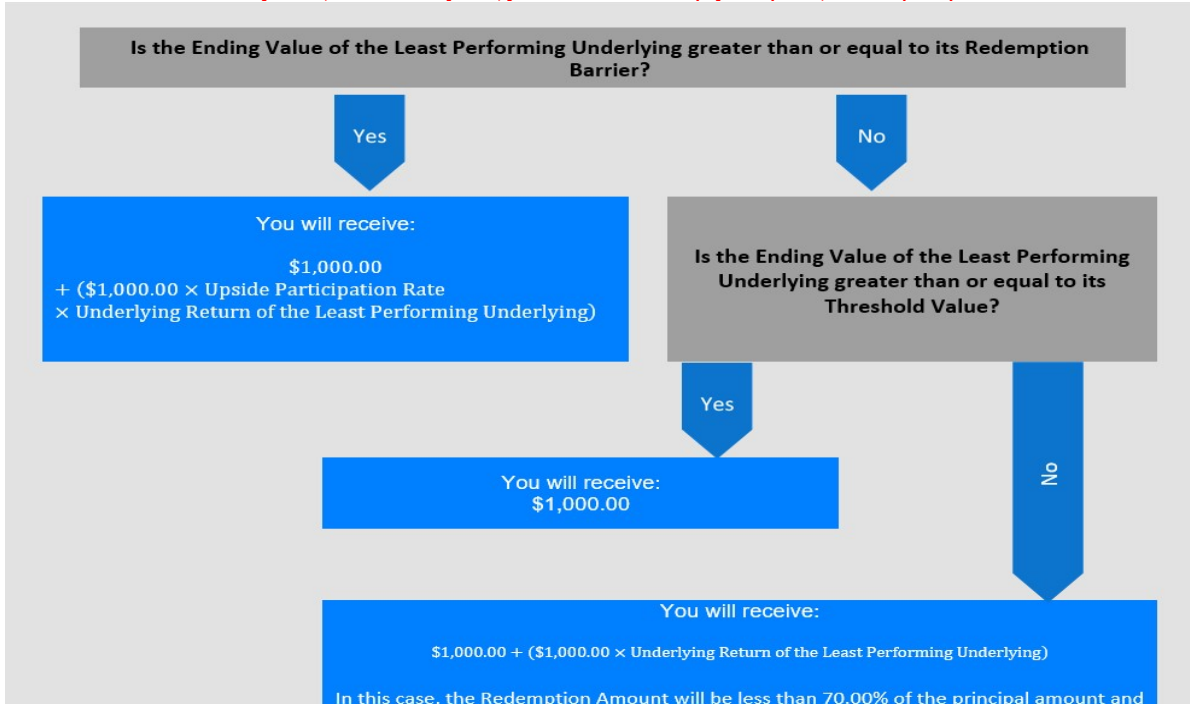 Is the Ending Value of the Least Performing Underlying greater than or equal to its Redemption
Barrier?
Yes
No
You will receive:
$1,000.00
+ ($1,000.00 × Upside Participation Rate
× Underlying Return of the Least Performing Underlying)
Is the Ending Value of the Least Performing
Underlying greater than or equal to its
Threshold Value?
Yes
No
You will receive:
$1,000.00
You will receive:
$1,000.00 + ($1,000.00 × Underlying Return of the Least Performing Underlying)
In this case, the Redemption Amount will be less than 70.00% of the principal amount and